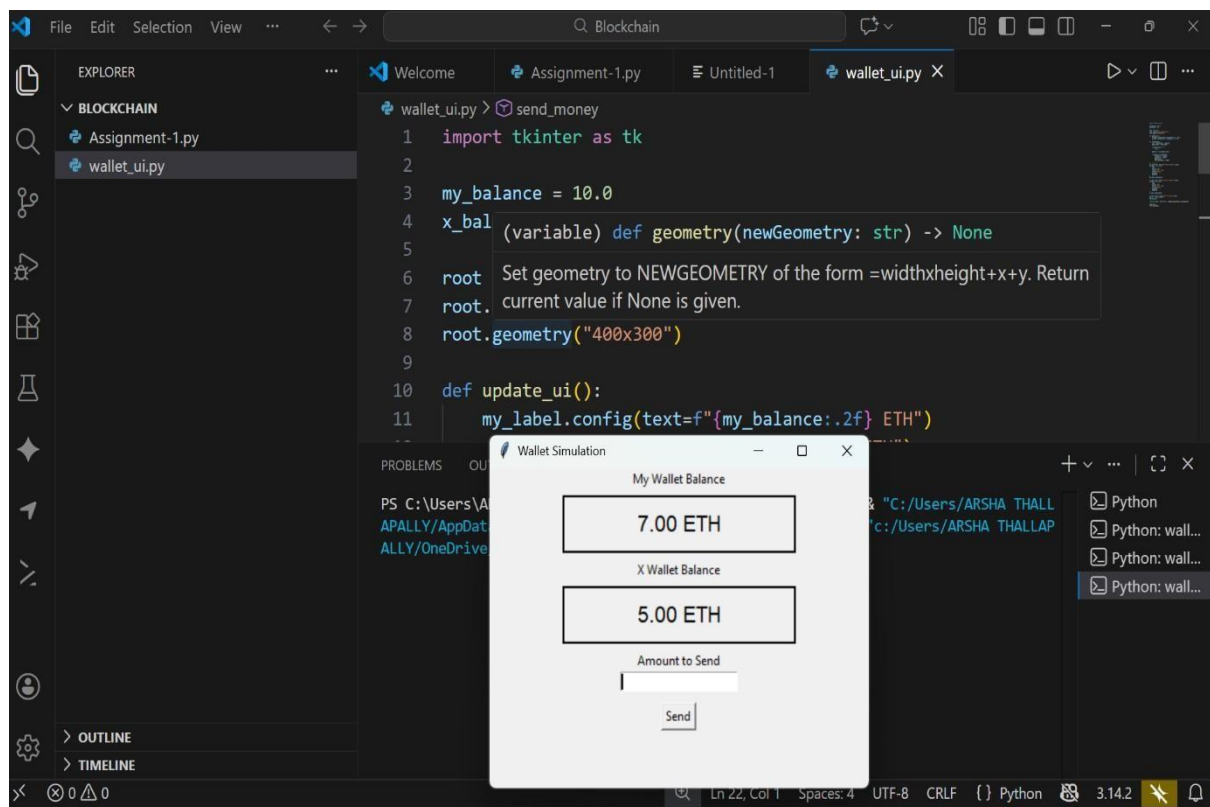 File Edit Selection View ··· Blockchain
EXPLORER ···
BLOCKCHAIN
Assignment-1.py
wallet_ui.py
OUTLINE
TIMELINE
Welcome Assignment-1.py Untitled-1 wallet_ui.py
wallet_ui.py > send_money
1 import tkinter as tk
2
3 my_balance = 10.0
4 x_bal
(variable) def geometry(newGeometry: str) -> None
5
Set geometry to NEWGEOMETRY of the form =widthxheight+x+y. Return
6 root
current value if None is given.
7 root.
8 root.geometry("400x300")
9
10 def update_ui():
11 my_label.config(text=f"{my_balance:.2f} ETH")
PROBLEMS OU
PS C:\Users\A & "C:/Users/ARSHA THALL
APALLY/AppDat "c:/Users/ARSHA THALLAP
ALLY/OneDrive
Python
Python: wall...
Python: wall...
Python: wall...
Wallet Simulation
My Wallet Balance
7.00 ETH
X Wallet Balance
5.00 ETH
Amount to Send
Send
0 0 Ln 22, Col 1 Spaces: 4 UTF-8 CRLF {} Python 3.14.2